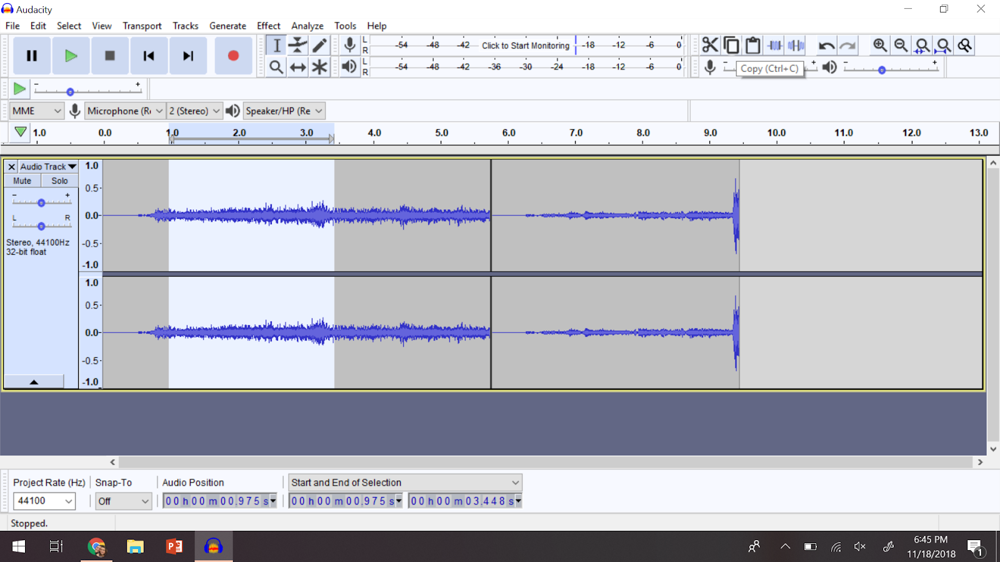 Audacity
File Edit Select View Transport Tracks Generate Effect Analyze Tools Help
L -54 -48 -42 Click to Start Monitoring -18 -12 -6 0
R
L -54 -48 -42 -36 -30 -24 -18 -12 -6 0
R
- + - +
Copy (Ctrl+C)
- +
MME Microphone (R 2 (Stereo) Speaker/HP (Re
1.0 0.0 1.0 2.0 3.0 4.0 5.0 6.0 7.0 8.0 9.0 10.0 11.0 12.0 13.0
X Audio Track 1.0
Mute Solo
0.5
- +
L R 0.0
Stereo, 44100Hz
32-bit float
-0.5
-1.0
1.0
0.5
0.0
-0.5
-1.0
Project Rate (Hz) Snap-To Audio Position Start and End of Selection
44100 Off 00 h 00 m 00.975 s 00 h 00 m 00.975 s 00 h 00 m 03.448 s
Stopped.
P 6:45 PM
11/18/2018
1